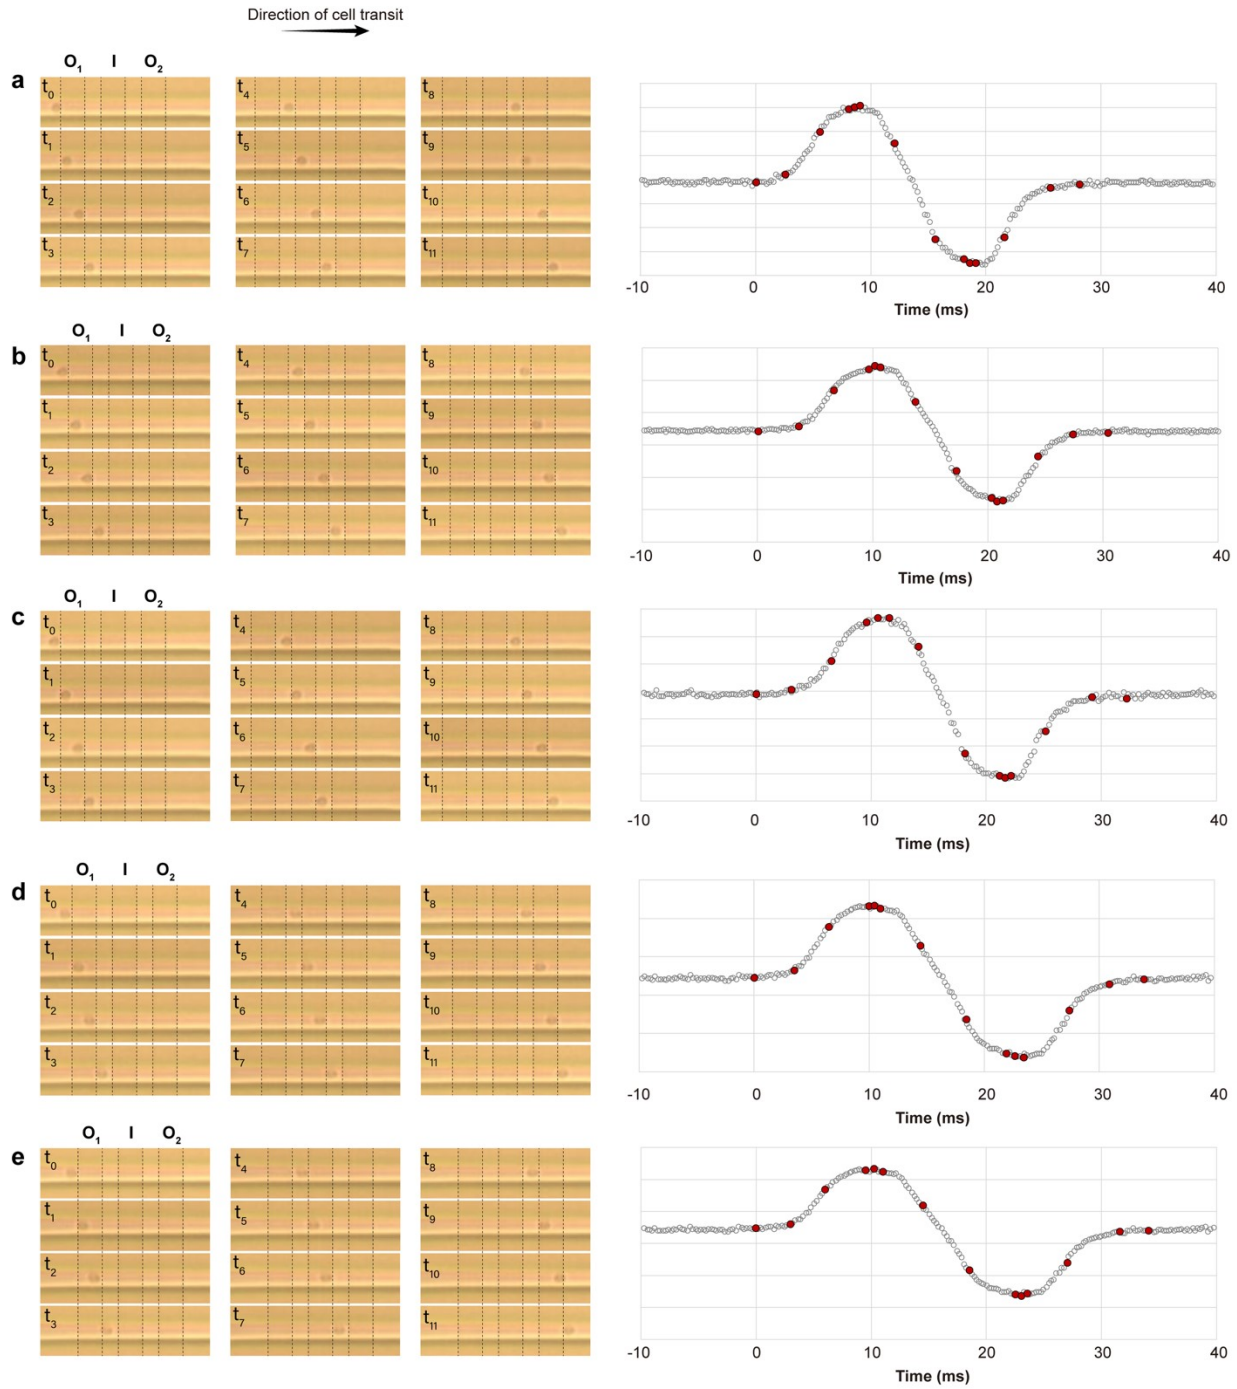 Direction of cell transit
O1 I O2
a
t0 t4 t8
t1 t5 t9
t2 t6 t10
t3 t7 t11
-10 0 10 20 30 40
Time (ms)
O1 I O2
b
t0 t4 t8
t1 t5 t9
t2 t6 t10
t3 t7 t11
-10 0 10 20 30 40
Time (ms)
O1 I O2
c
t0 t4 t8
t1 t5 t9
t2 t6 t10
t3 t7 t11
-10 0 10 20 30 40
Time (ms)
O1 I O2
d
t0 t4 t8
t1 t5 t9
t2 t6 t10
t3 t7 t11
-10 0 10 20 30 40
Time (ms)
O1 I O2
e
t0 t4 t8
t1 t5 t9
t2 t6 t10
t3 t7 t11
-10 0 10 20 30 40
Time (ms)